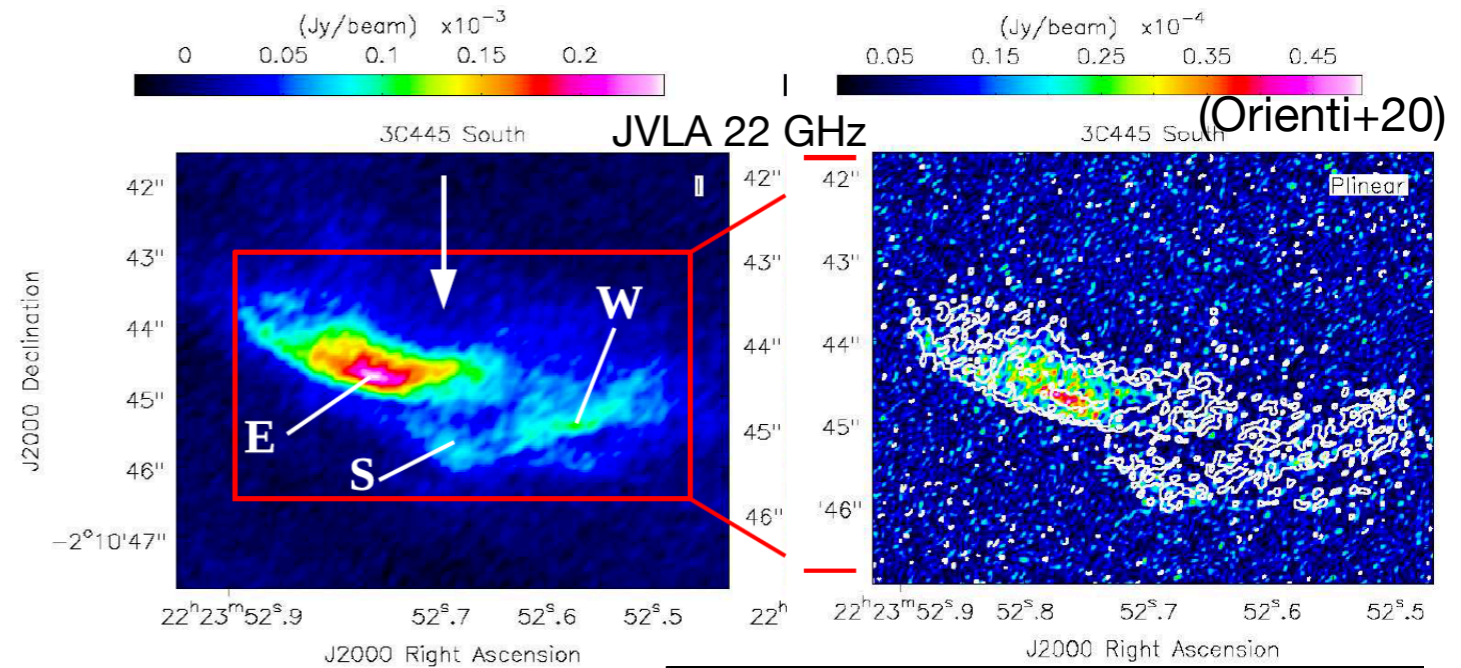 (Jy/beam) x10⁻³
0 0.05 0.1 0.15 0.2
(Jy/beam) x10⁻⁴
0.05 0.15 0.25 0.35 0.45
JVLA 22 GHz
(Orienti+20)
3C445 South
I
42"
43"
44"
45"
46"
−2°10'47"
J2000 Declination
E
S
W
22ʰ23ᵐ52ˢ.9 52ˢ.7 52ˢ.6 52ˢ.5
J2000 Right Ascension
42"
43"
44"
45"
46"
22ʰ
3C445 South
Plinear
42"
43"
44"
45"
'46"
22ʰ23ᵐ52ˢ.9 52ˢ.8 52ˢ.7 52ˢ.6 52ˢ.5
J2000 Right Ascension